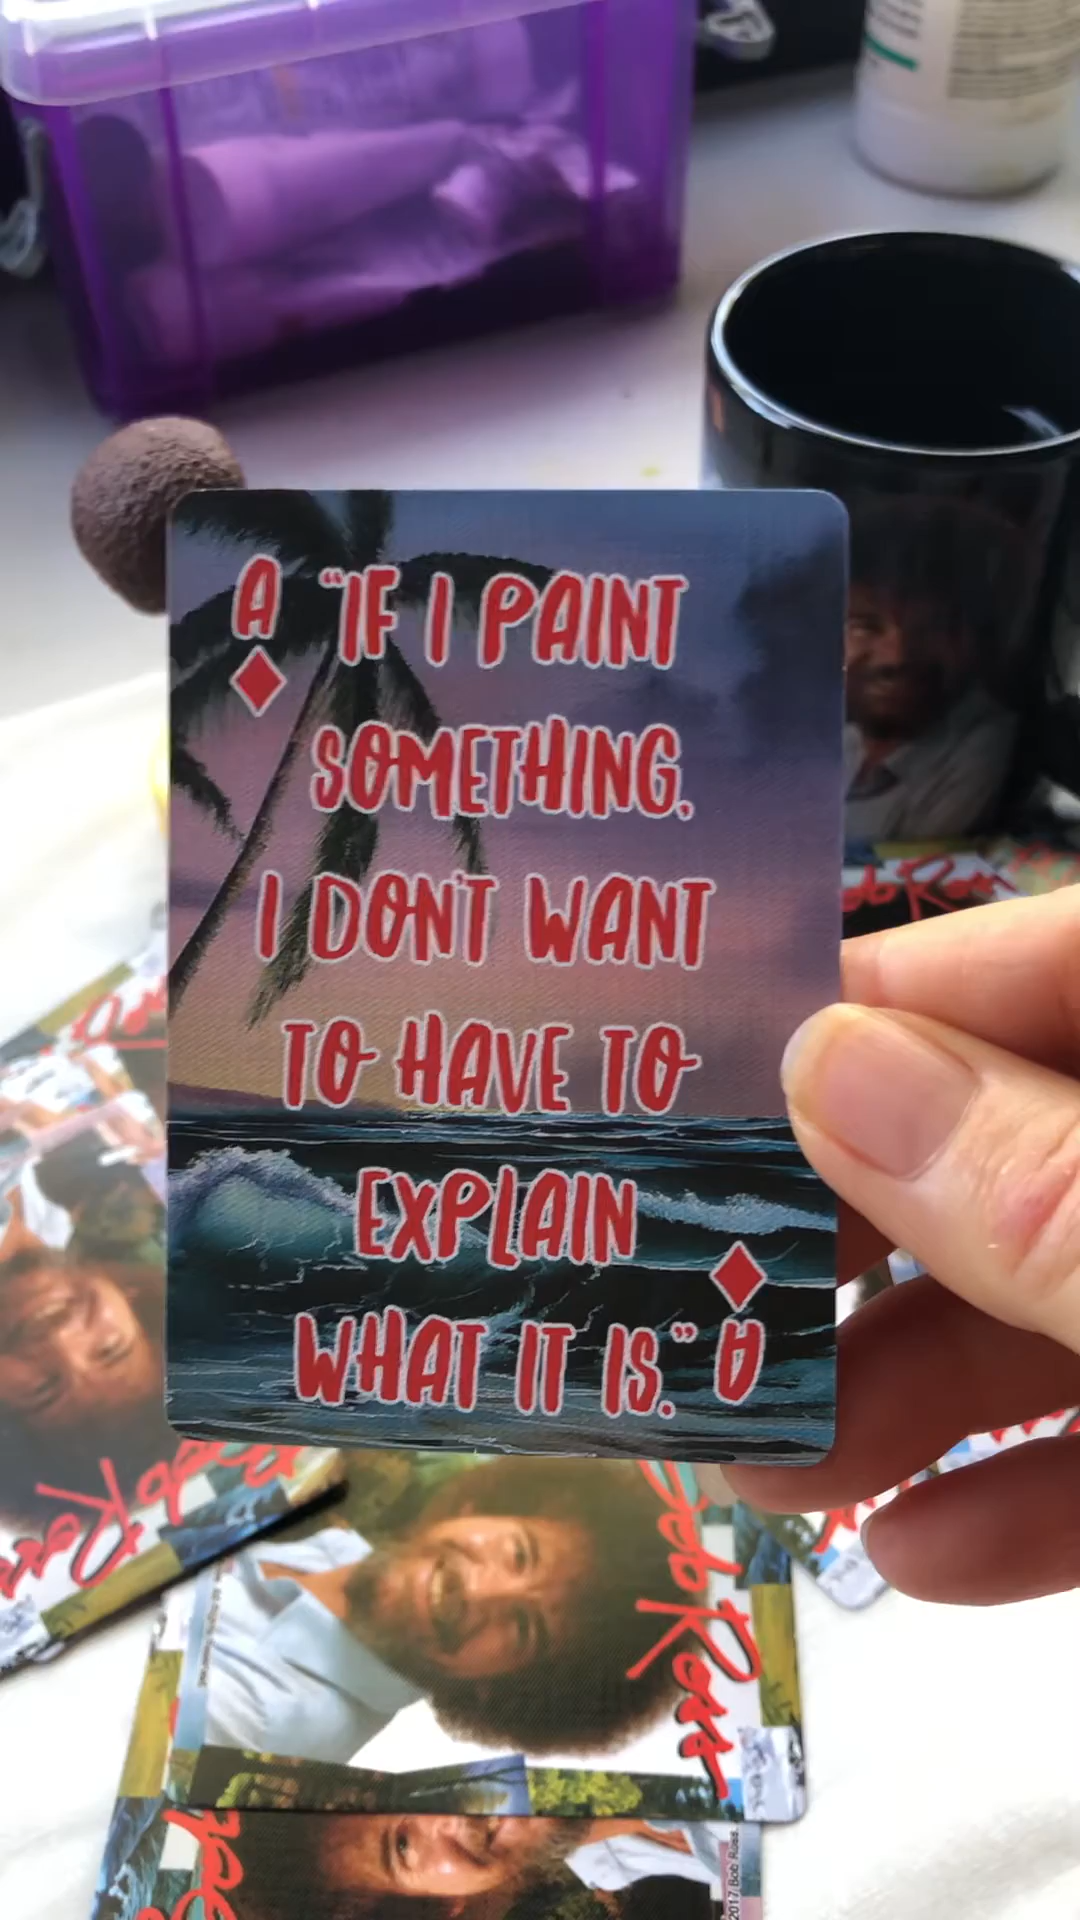 A
"IF I PAINT
SOMETHING,
I DON'T WANT
TO HAVE TO
EXPLAIN
WHAT IT IS."
A
Bob Ross
Bob Ross
Bob Ross
2017 Bob Ross.